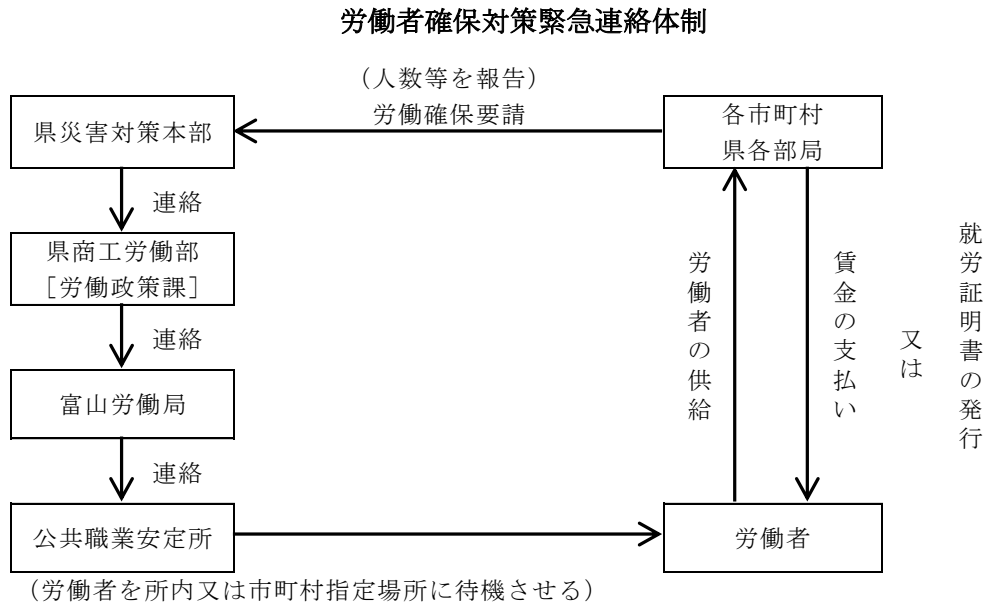 労働者確保対策緊急連絡体制
（人数等を報告）
労働確保要請
県災害対策本部
各市町村
県各部局
連絡
県商工労働部
［労働政策課］
連絡
富山労働局
連絡
公共職業安定所
労働者の供給
賃金の支払い
又は
就労証明書の発行
労働者
（労働者を所内又は市町村指定場所に待機させる）